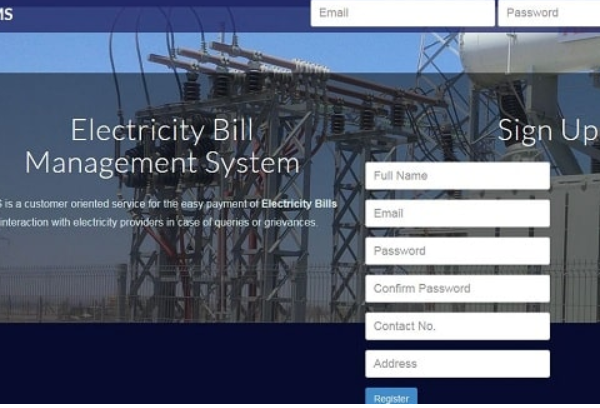 MS
Email
Password
Electricity Bill
Management System
S is a customer oriented service for the easy payment of Electricity Bills
interaction with electricity providers in case of queries or grievances.
Sign Up
Full Name
Email
Password
Confirm Password
Contact No.
Address
Register